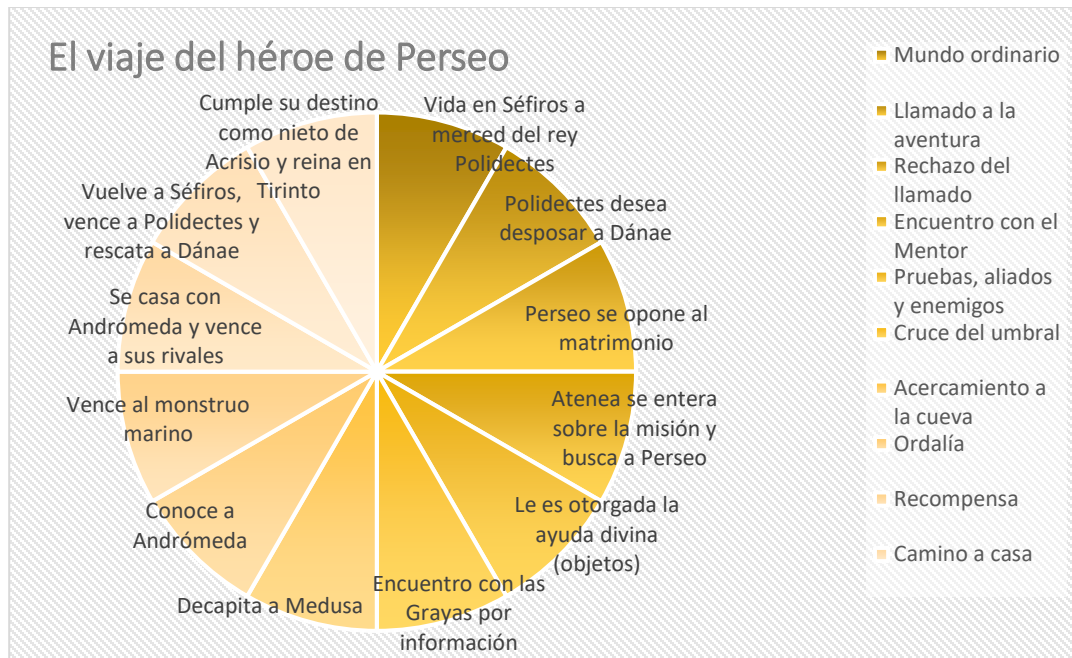 El viaje del héroe de Perseo
Vida en Séfiros a
merced del rey
Polidectes
Polidectes desea
desposar a Dánae
Perseo se opone al
matrimonio
Atenea se entera
sobre la misión y
busca a Perseo
Le es otorgada la
ayuda divina
(objetos)
Encuentro con las
Grayas por
información
Decapita a Medusa
Conoce a
Andrómeda
Vence al monstruo
marino
Se casa con
Andrómeda y vence
a sus rivales
Vuelve a Séfiros,
vence a Polidectes y
rescata a Dánae
Cumple su destino
como nieto de
Acrisio y reina en
Tirinto
Mundo ordinario
Llamado a la
aventura
Rechazo del
llamado
Encuentro con el
Mentor
Pruebas, aliados
y enemigos
Cruce del umbral
Acercamiento a
la cueva
Ordalía
Recompensa
Camino a casa